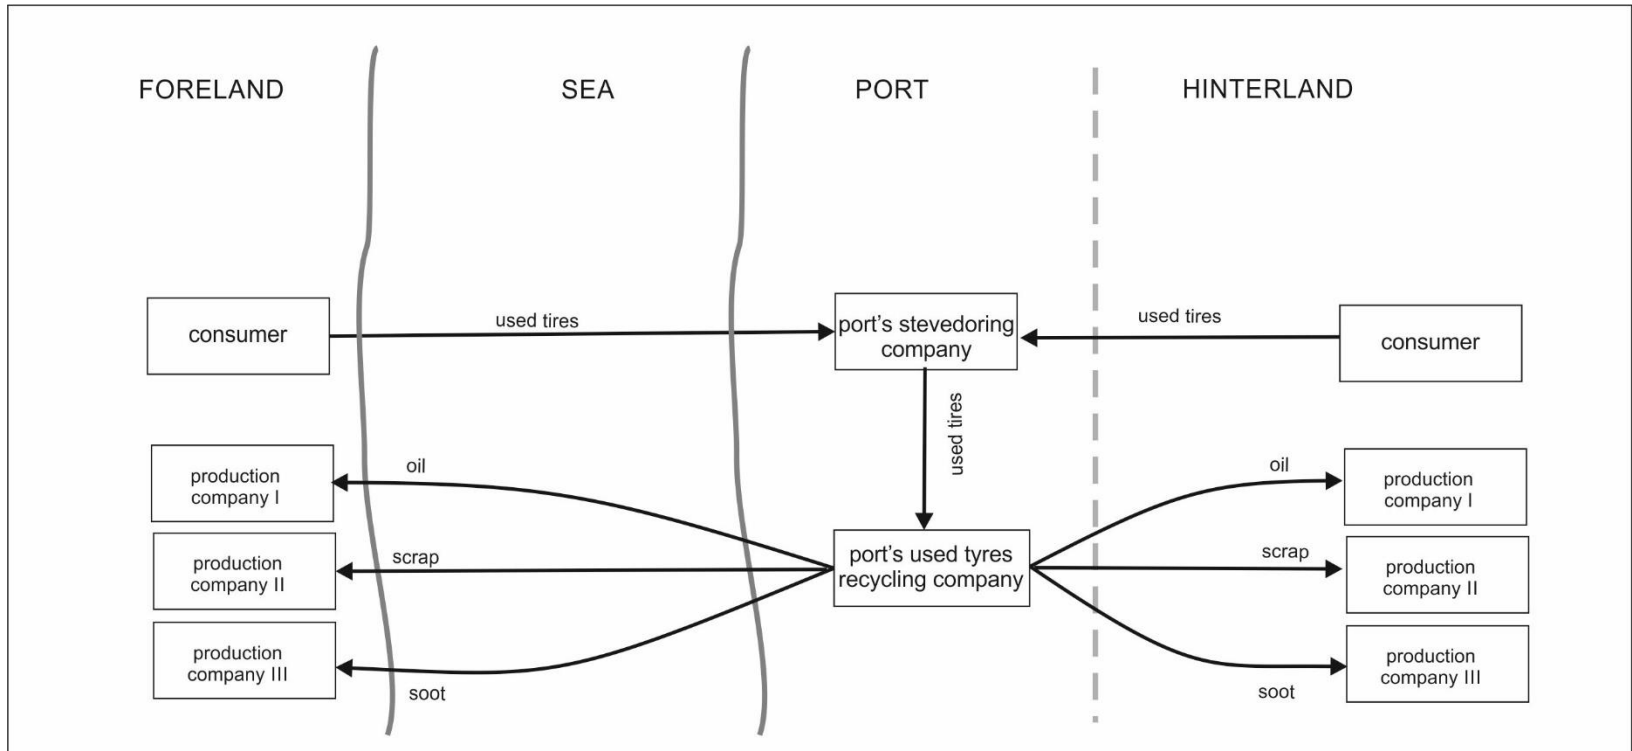 FORELAND
SEA
PORT
HINTERLAND
consumer
used tires
port's stevedoring
company
used tires
consumer
used tires
production
company I
oil
oil
production
company I
production
company II
scrap
port's used tyres
recycling company
scrap
production
company II
production
company III
soot
soot
production
company III